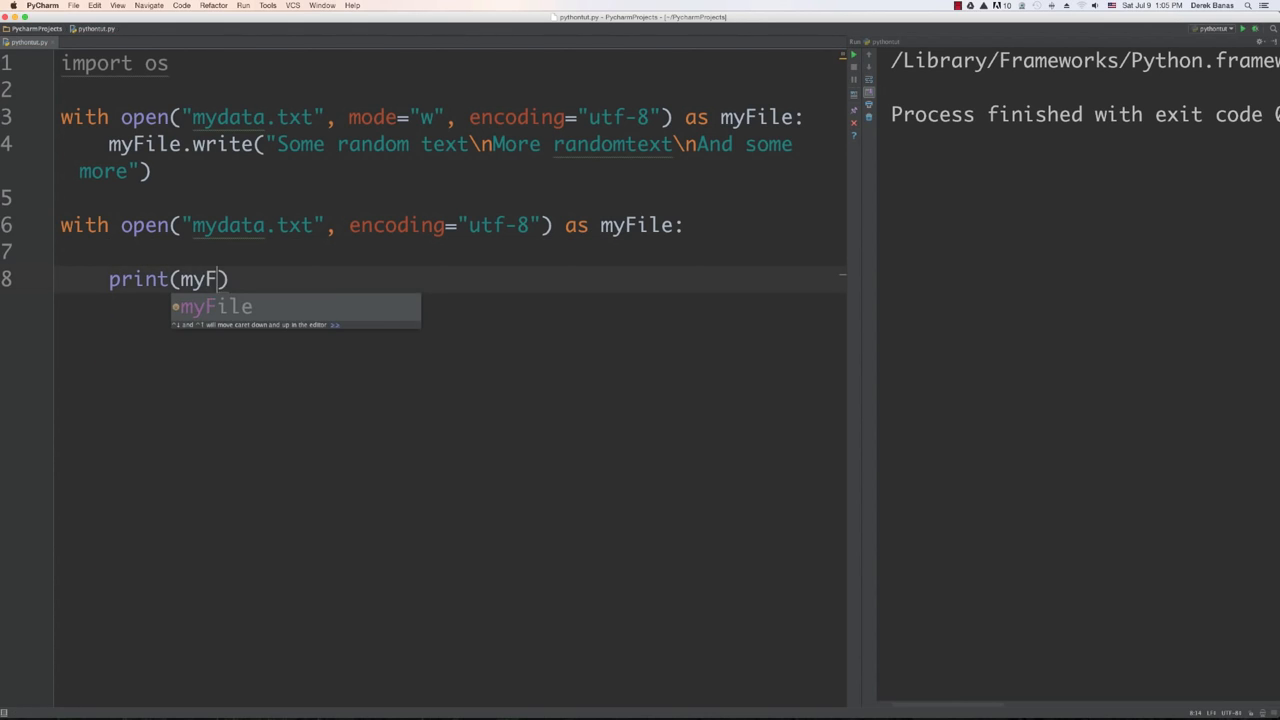 PyCharm File Edit View Navigate Code Refactor Run Tools VCS Window Help 10 Sat Jul 9 1:05 PM Derek Banas
pythontut.py - PycharmProjects - [~/PycharmProjects]
PycharmProjects pythontut.py pythontut
pythontut.py Run pythontut
1 import os
2
3 with open("mydata.txt", mode="w", encoding="utf-8") as myFile:
4 myFile.write("Some random text\nMore randomtext\nAnd some
more")
5
6 with open("mydata.txt", encoding="utf-8") as myFile:
7
8 print(myF)
myFile
^↓ and ^↑ will move caret down and up in the editor >>
/Library/Frameworks/Python.framew
Process finished with exit code 0
8:14 LF÷ UTF-8÷